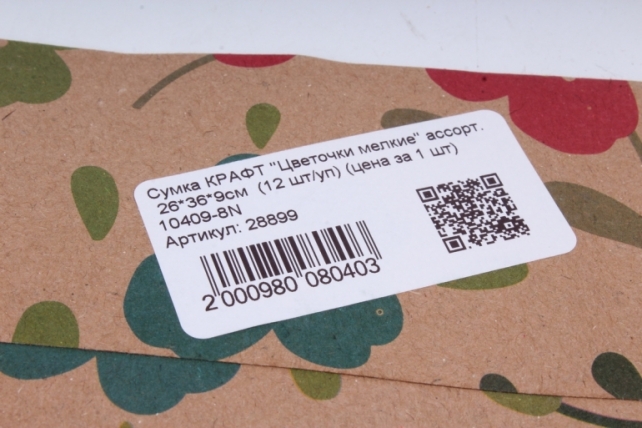 Сумка КРАФТ "Цветочки мелкие" ассорт.
26*36*9см (12 шт/уп) (цена за 1 шт)
10409-8N
Артикул: 28899
2 000980 080403